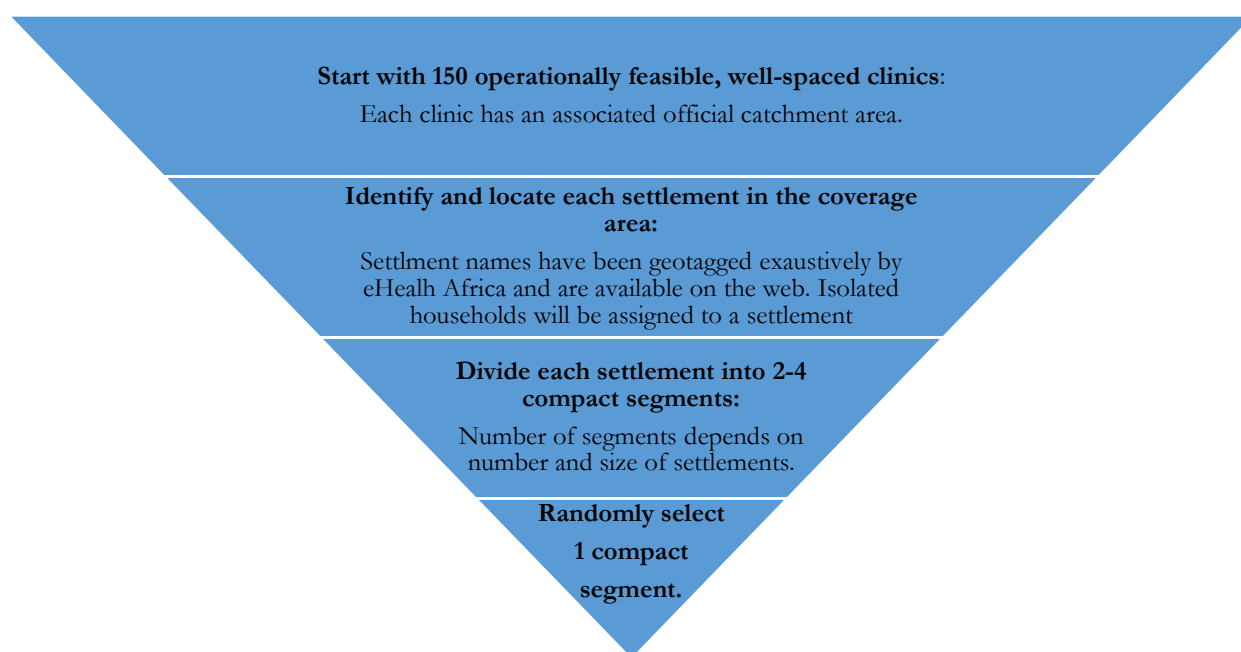 Start with 150 operationally feasible, well-spaced clinics:
Each clinic has an associated official catchment area.
Identify and locate each settlement in the coverage
area:
Settlment names have been geotagged exaustively by
eHealh Africa and are available on the web. Isolated
households will be assigned to a settlement
Divide each settlement into 2-4
compact segments:
Number of segments depends on
number and size of settlements.
Randomly select
1 compact
segment.